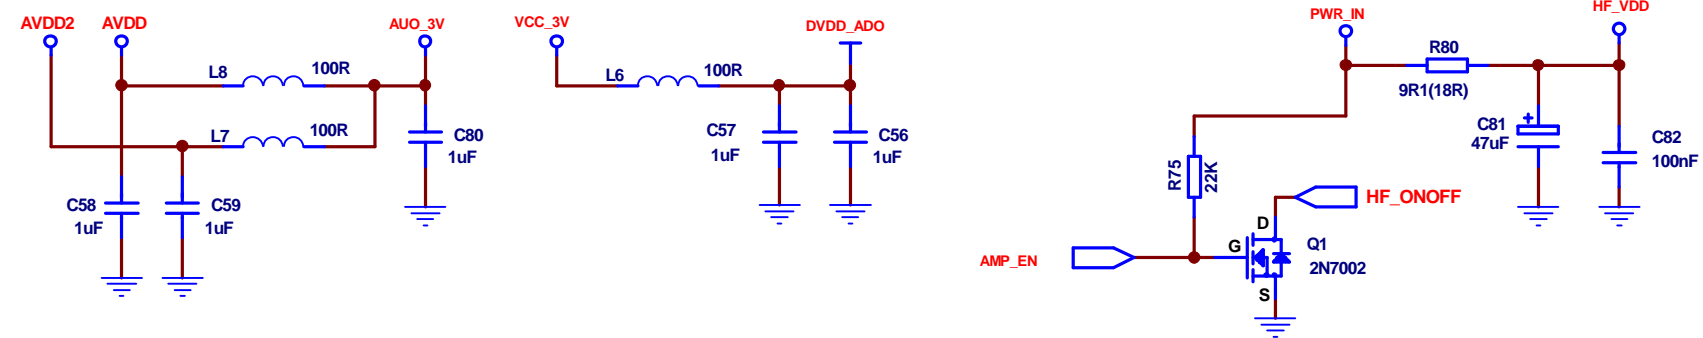 AVDD2
AVDD
AUO_3V
L8
100R
L7
100R
C80
1uF
C58
1uF
C59
1uF
VCC_3V
DVDD_ADO
L6
100R
C57
1uF
C56
1uF
PWR_IN
HF_VDD
R80
9R1(18R)
C81
+
47uF
C82
100nF
R75
22K
HF_ONOFF
D
G
Q1
2N7002
S
AMP_EN